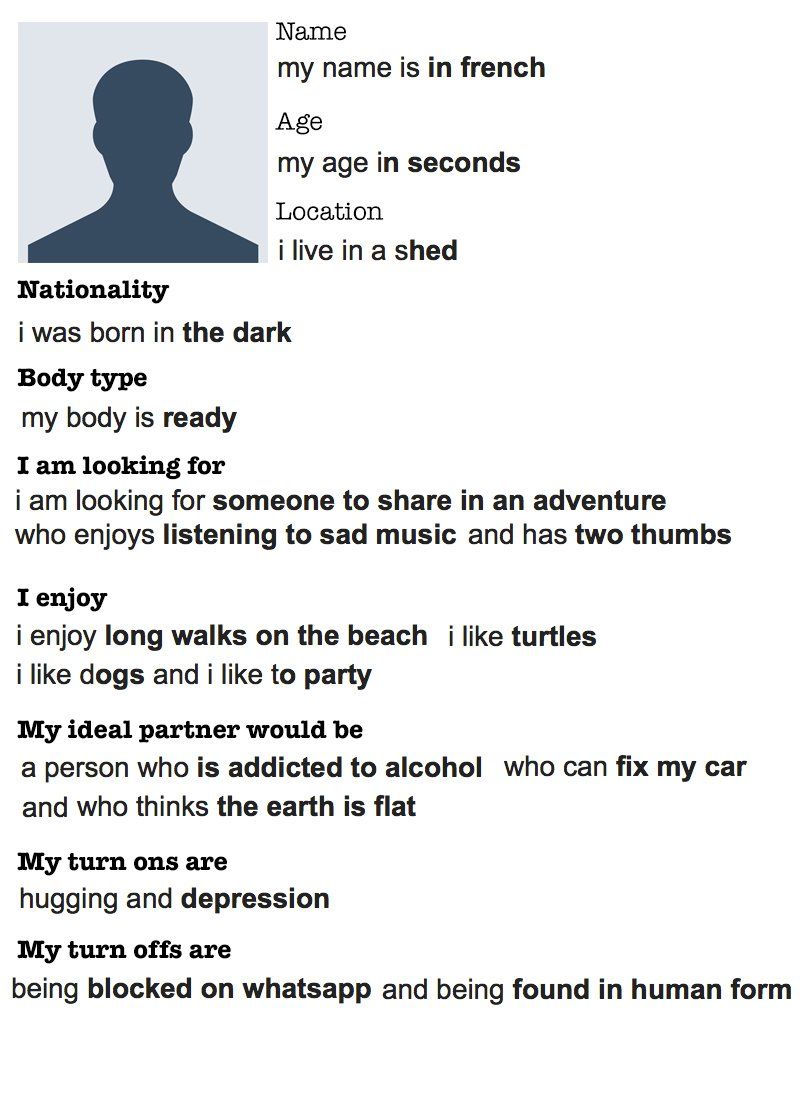 Name
my name is in french
Age
my age in seconds
Location
i live in a shed
Nationality
i was born in the dark
Body type
my body is ready
I am looking for
i am looking for someone to share in an adventure
who enjoys listening to sad music and has two thumbs
I enjoy
i enjoy long walks on the beach i like turtles
i like dogs and i like to party
My ideal partner would be
a person who is addicted to alcohol who can fix my car
and who thinks the earth is flat
My turn ons are
hugging and depression
My turn offs are
being blocked on whatsapp and being found in human form